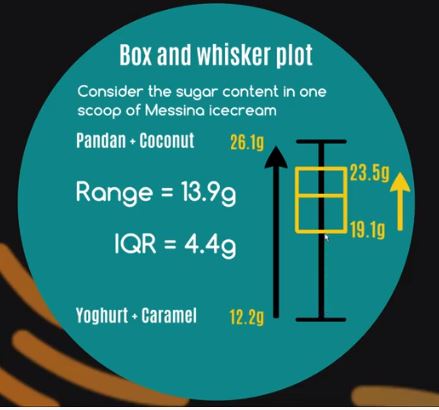 Box and whisker plot
Consider the sugar content in one
scoop of Messina icecream
Pandan + Coconut 26.1g
23.5g
Range = 13.9g
19.1g
IQR = 4.4g
Yoghurt + Caramel 12.2g